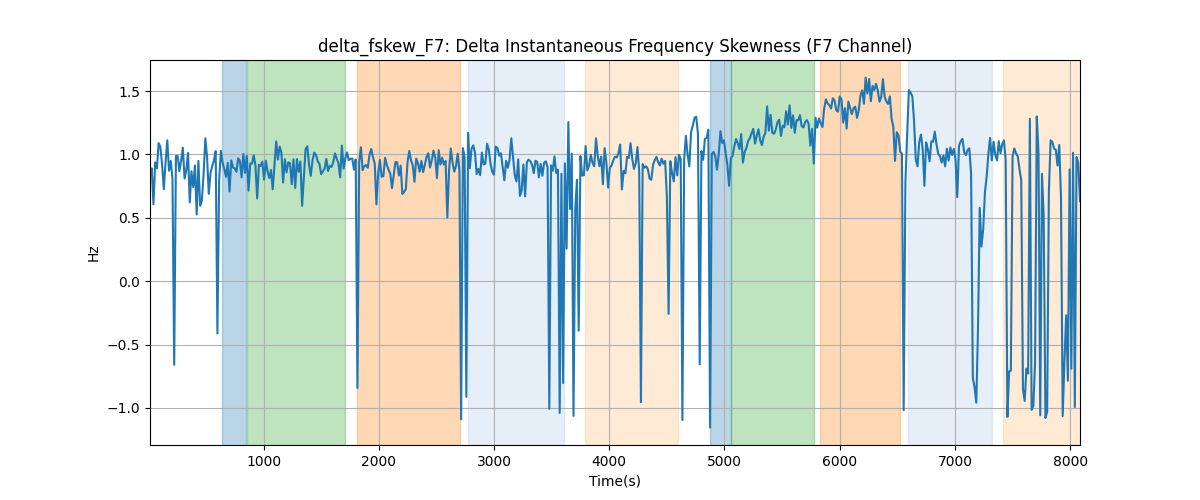 delta_fskew_F7: Delta Instantaneous Frequency Skewness (F7 Channel)
1.5
1.0
0.5
0.0
−0.5
−1.0
Hz
1000 2000 3000 4000 5000 6000 7000 8000
Time(s)